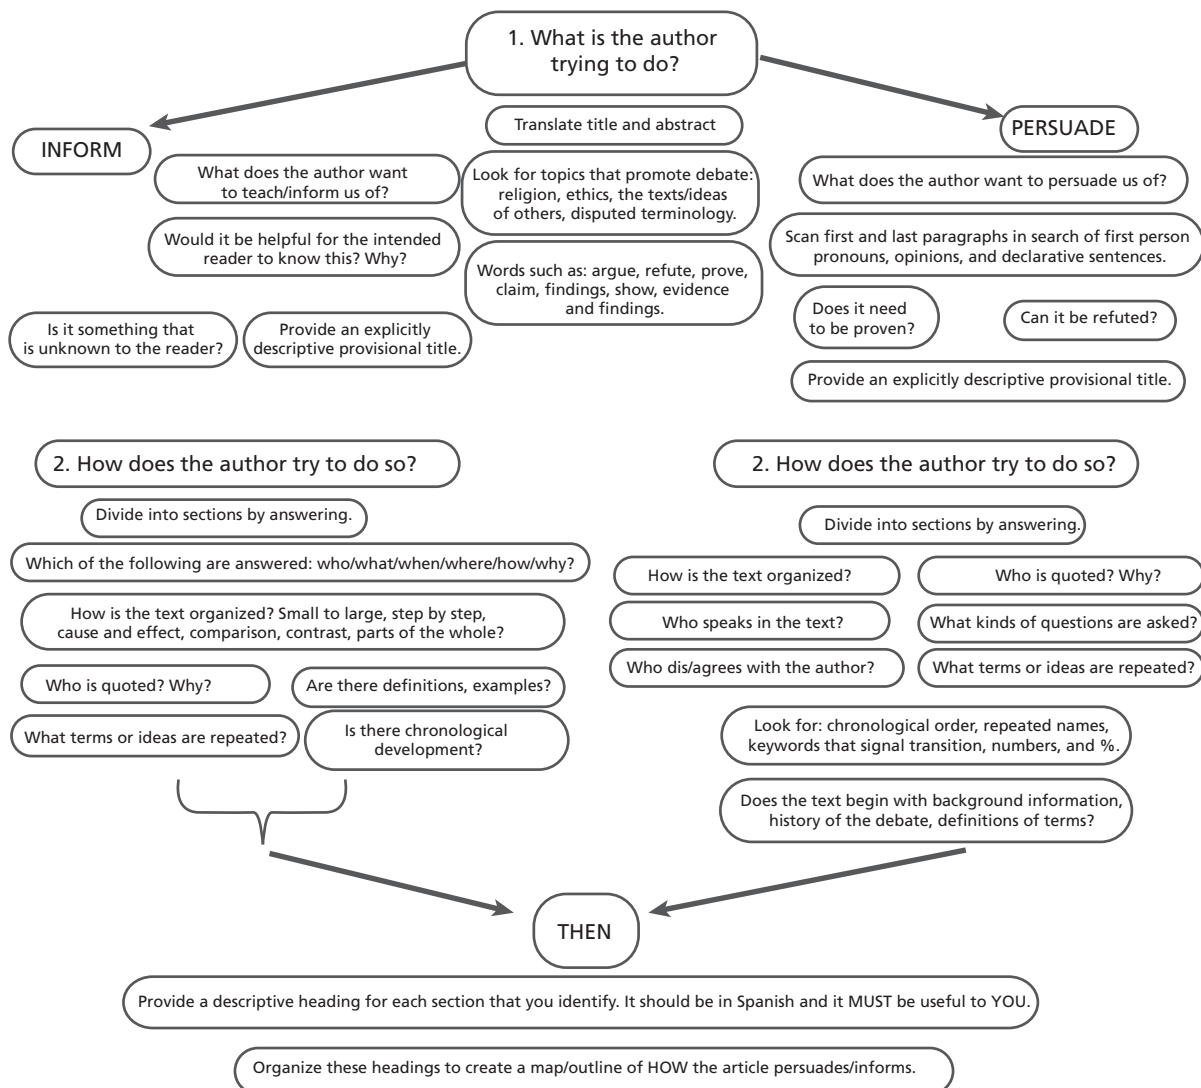 1. What is the author
trying to do?
INFORM
Translate title and abstract
PERSUADE
What does the author want
to teach/inform us of?
Look for topics that promote debate:
religion, ethics, the texts/ideas
of others, disputed terminology.
What does the author want to persuade us of?
Would it be helpful for the intended
reader to know this? Why?
Words such as: argue, refute, prove,
claim, findings, show, evidence
and findings.
Scan first and last paragraphs in search of first person
pronouns, opinions, and declarative sentences.
Is it something that
is unknown to the reader?
Provide an explicitly
descriptive provisional title.
Does it need
to be proven?
Can it be refuted?
Provide an explicitly descriptive provisional title.
2. How does the author try to do so?
Divide into sections by answering.
Which of the following are answered: who/what/when/where/how/why?
How is the text organized? Small to large, step by step,
cause and effect, comparison, contrast, parts of the whole?
Who is quoted? Why?
Are there definitions, examples?
What terms or ideas are repeated?
Is there chronological
development?
2. How does the author try to do so?
Divide into sections by answering.
How is the text organized?
Who is quoted? Why?
Who speaks in the text?
What kinds of questions are asked?
Who dis/agrees with the author?
What terms or ideas are repeated?
Look for: chronological order, repeated names,
keywords that signal transition, numbers, and %.
Does the text begin with background information,
history of the debate, definitions of terms?
THEN
Provide a descriptive heading for each section that you identify. It should be in Spanish and it MUST be useful to YOU.
Organize these headings to create a map/outline of HOW the article persuades/informs.